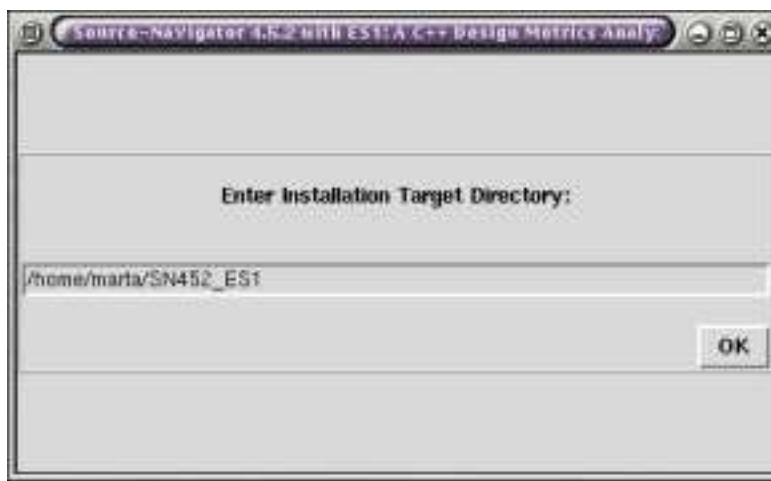 Source-Navigator 4.5.2 with ES1: A C++ Design Metrics Analy
Enter Installation Target Directory:
/home/marta/SN452_ES1
OK